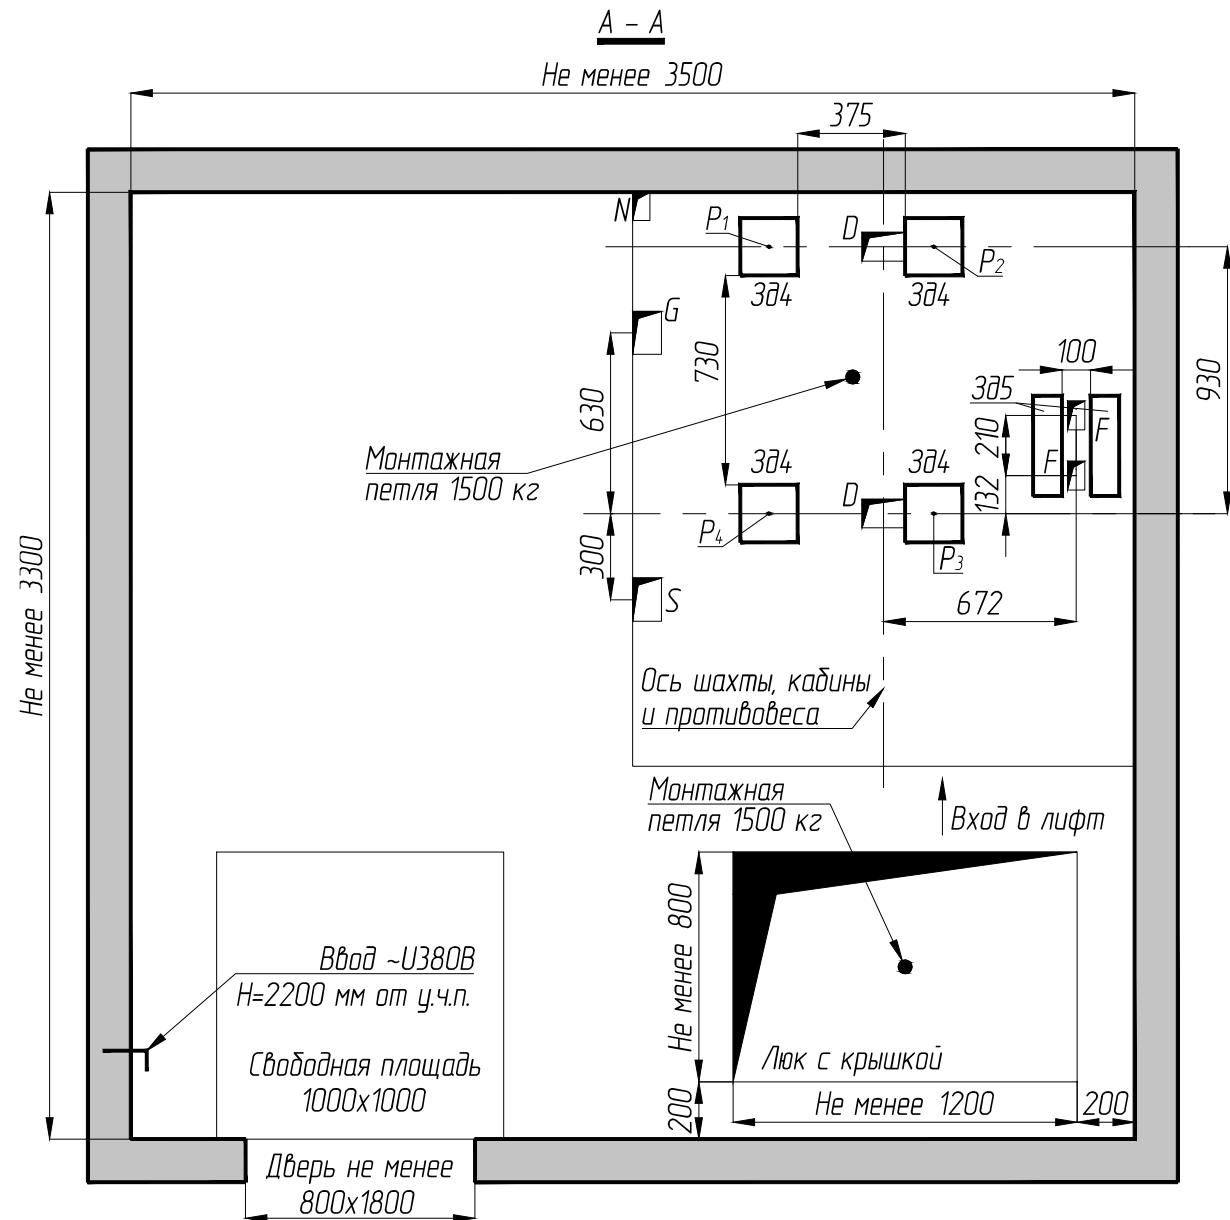 А – А
Не менее 3500
375
N
P1
D
P2
Зд4
Зд4
G
730
100
930
630
Зд5
210
F
Монтажная
петля 1500 кг
Зд4
Зд4
F
132
D
P4
P3
300
S
672
Не менее 3300
Ось шахты, кабины
и противовеса
Монтажная
петля 1500 кг
Вход в лифт
Не менее 800
Ввод ~U380В
Н=2200 мм от у.ч.п.
Свободная площадь
1000х1000
Люк с крышкой
200
Не менее 1200
200
Дверь не менее
800х1800